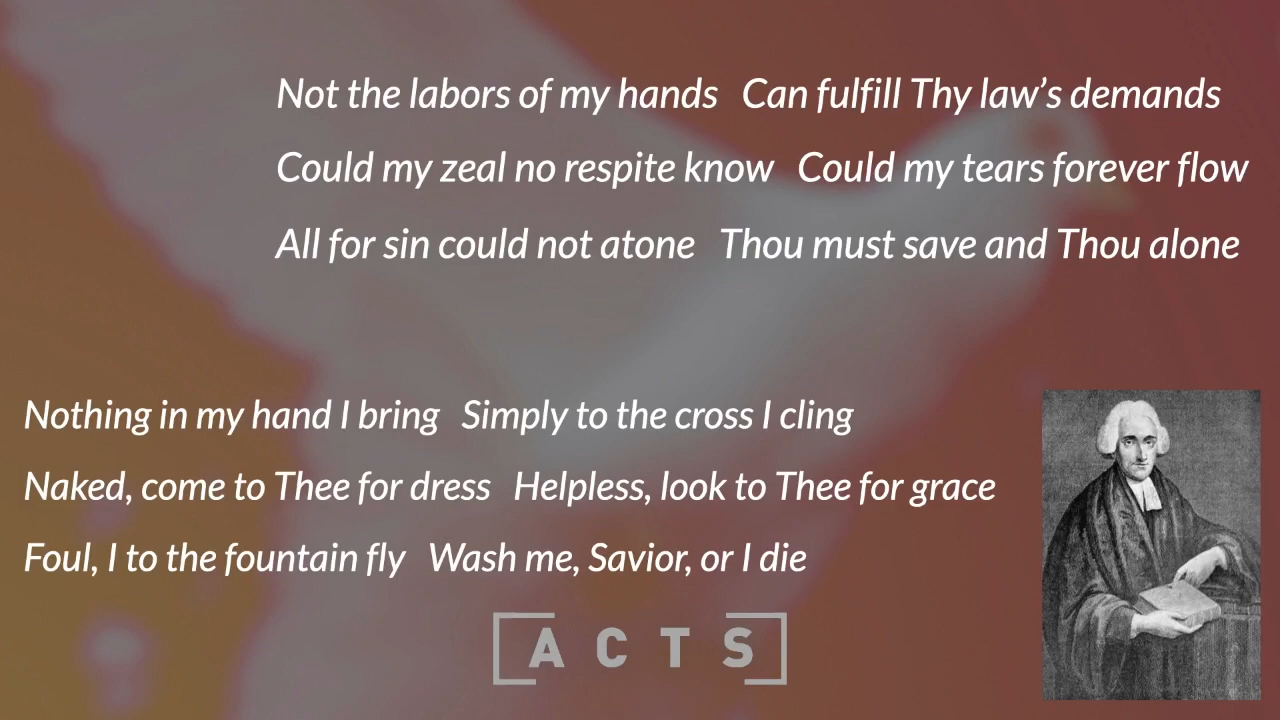 Not the labors of my hands Can fulfill Thy law’s demands
Could my zeal no respite know Could my tears forever flow
All for sin could not atone Thou must save and Thou alone
Nothing in my hand I bring Simply to the cross I cling
Naked, come to Thee for dress Helpless, look to Thee for grace
Foul, I to the fountain fly Wash me, Savior, or I die
ACTS